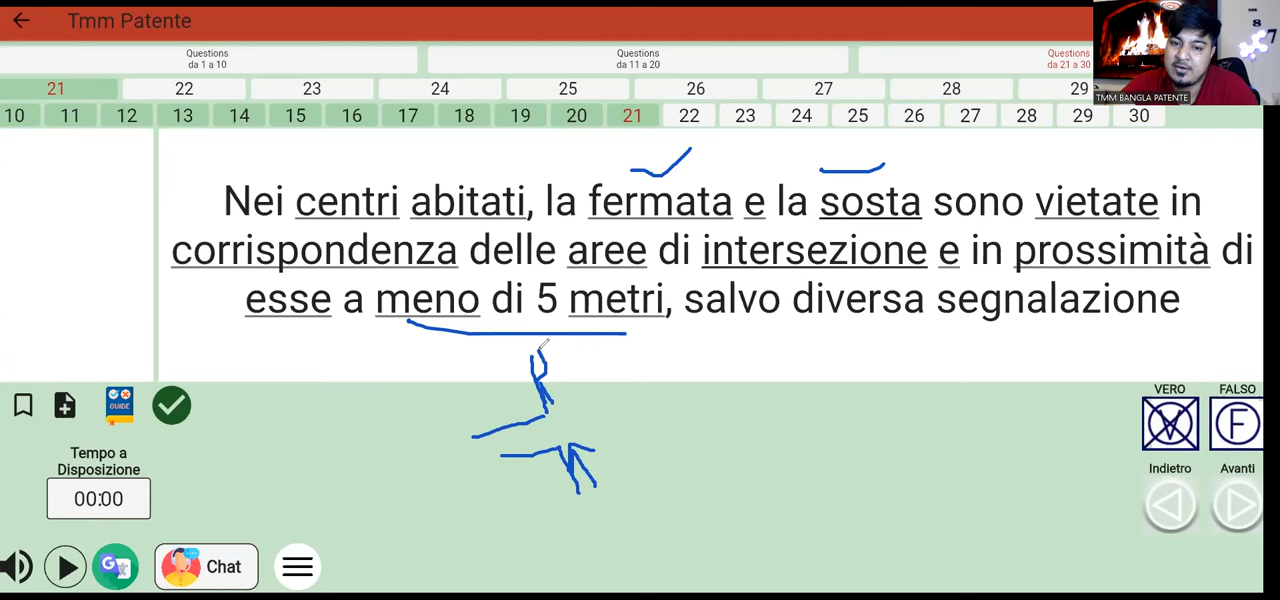 Tmm Patente
Questions
da 1 a 10
Questions
da 11 a 20
Questions
da 21 a 30
21 22 23 24 25 26 27 28 29
10 11 12 13 14 15 16 17 18 19 20 21 22 23 24 25 26 27 28 29 30
TMM BANGLA PATENTE
Nei centri abitati, la fermata e la sosta sono vietate in
corrispondenza delle aree di intersezione e in prossimità di
esse a meno di 5 metri, salvo diversa segnalazione
GUIDE
VERO FALSO
V F
Tempo a
Disposizione
00:00
Indietro Avanti
G
Chat
8
7